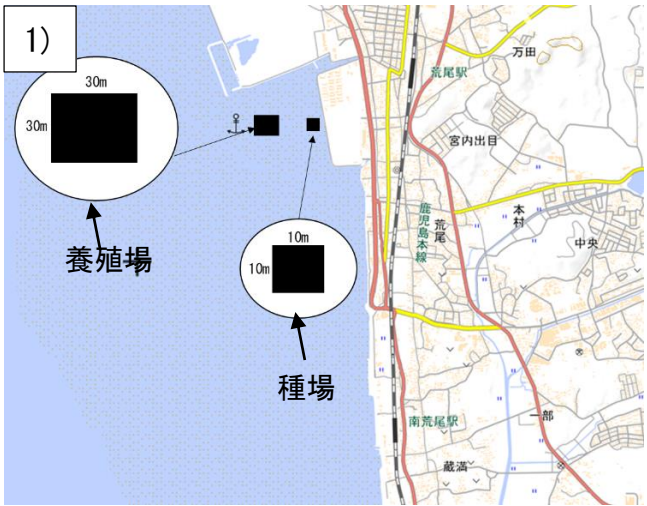 1)
30m
30m
養殖場
10m
10m
種場
万田
荒尾駅
宮内出目
鹿児島本線
荒尾
本村
中央
南荒尾駅
一部
蔵満